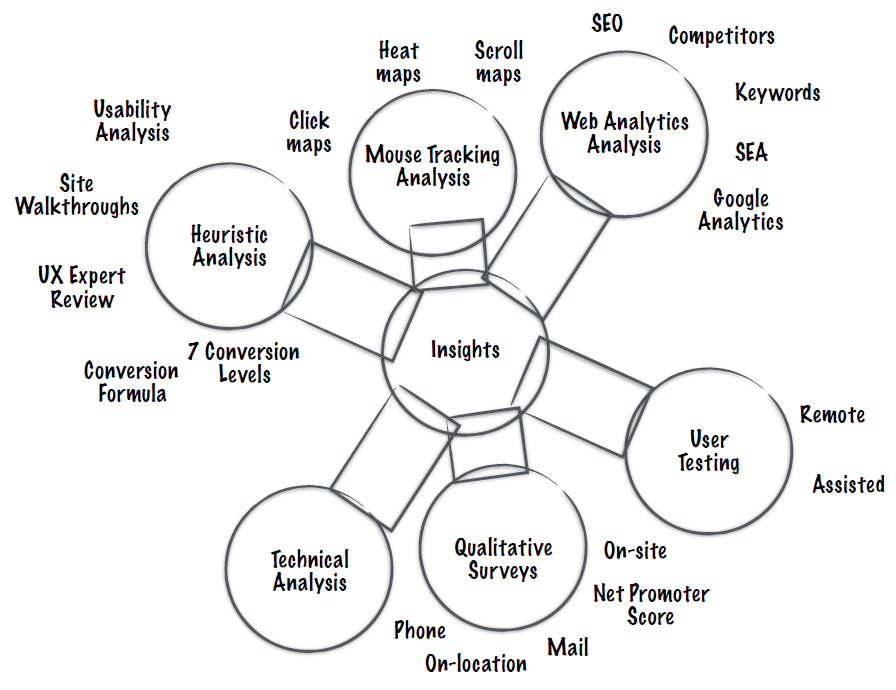 SEO
Competitors
Heat
maps
Scroll
maps
Keywords
Usability
Analysis
Click
maps
Web Analytics
Analysis
Mouse Tracking
Analysis
SEA
Site
Walkthroughs
Google
Analytics
Heuristic
Analysis
UX Expert
Review
7 Conversion
Levels
Insights
Conversion
Formula
Remote
User
Testing
Assisted
Technical
Analysis
Qualitative
Surveys
On-site
Net Promoter
Score
Phone
Mail
On-location